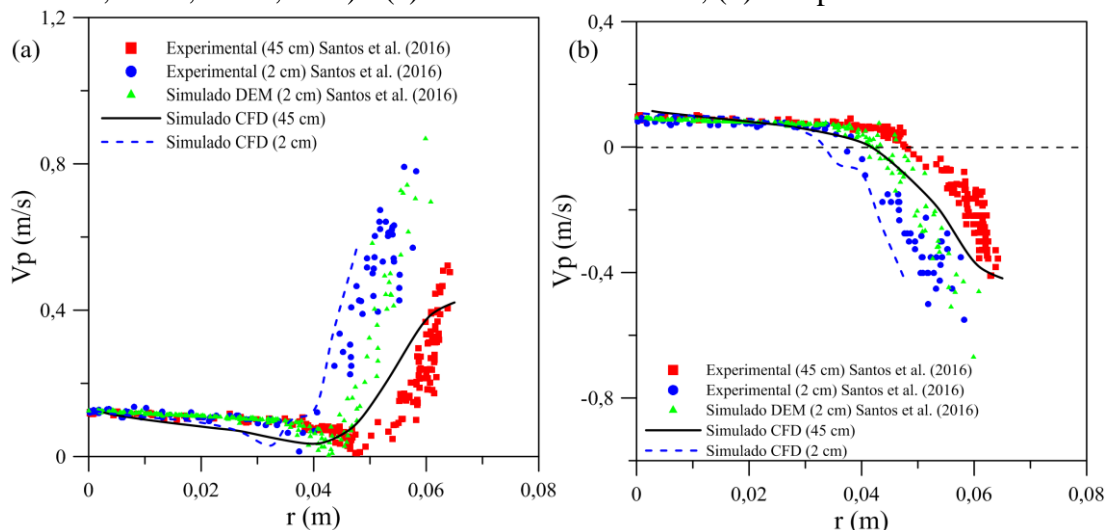 (a)
1,2
0,8
0,4
0
Vp (m/s)
Experimental (45 cm) Santos et al. (2016)
Experimental (2 cm) Santos et al. (2016)
Simulado DEM (2 cm) Santos et al. (2016)
Simulado CFD (45 cm)
Simulado CFD (2 cm)
0 0,02 0,04 0,06 0,08
r (m)
(b)
0,4
0
-0,4
-0,8
Vp (m/s)
Experimental (45 cm) Santos et al. (2016)
Experimental (2 cm) Santos et al. (2016)
Simulado DEM (2 cm) Santos et al. (2016)
Simulado CFD (45 cm)
Simulado CFD (2 cm)
0 0,02 0,04 0,06 0,08
r (m)